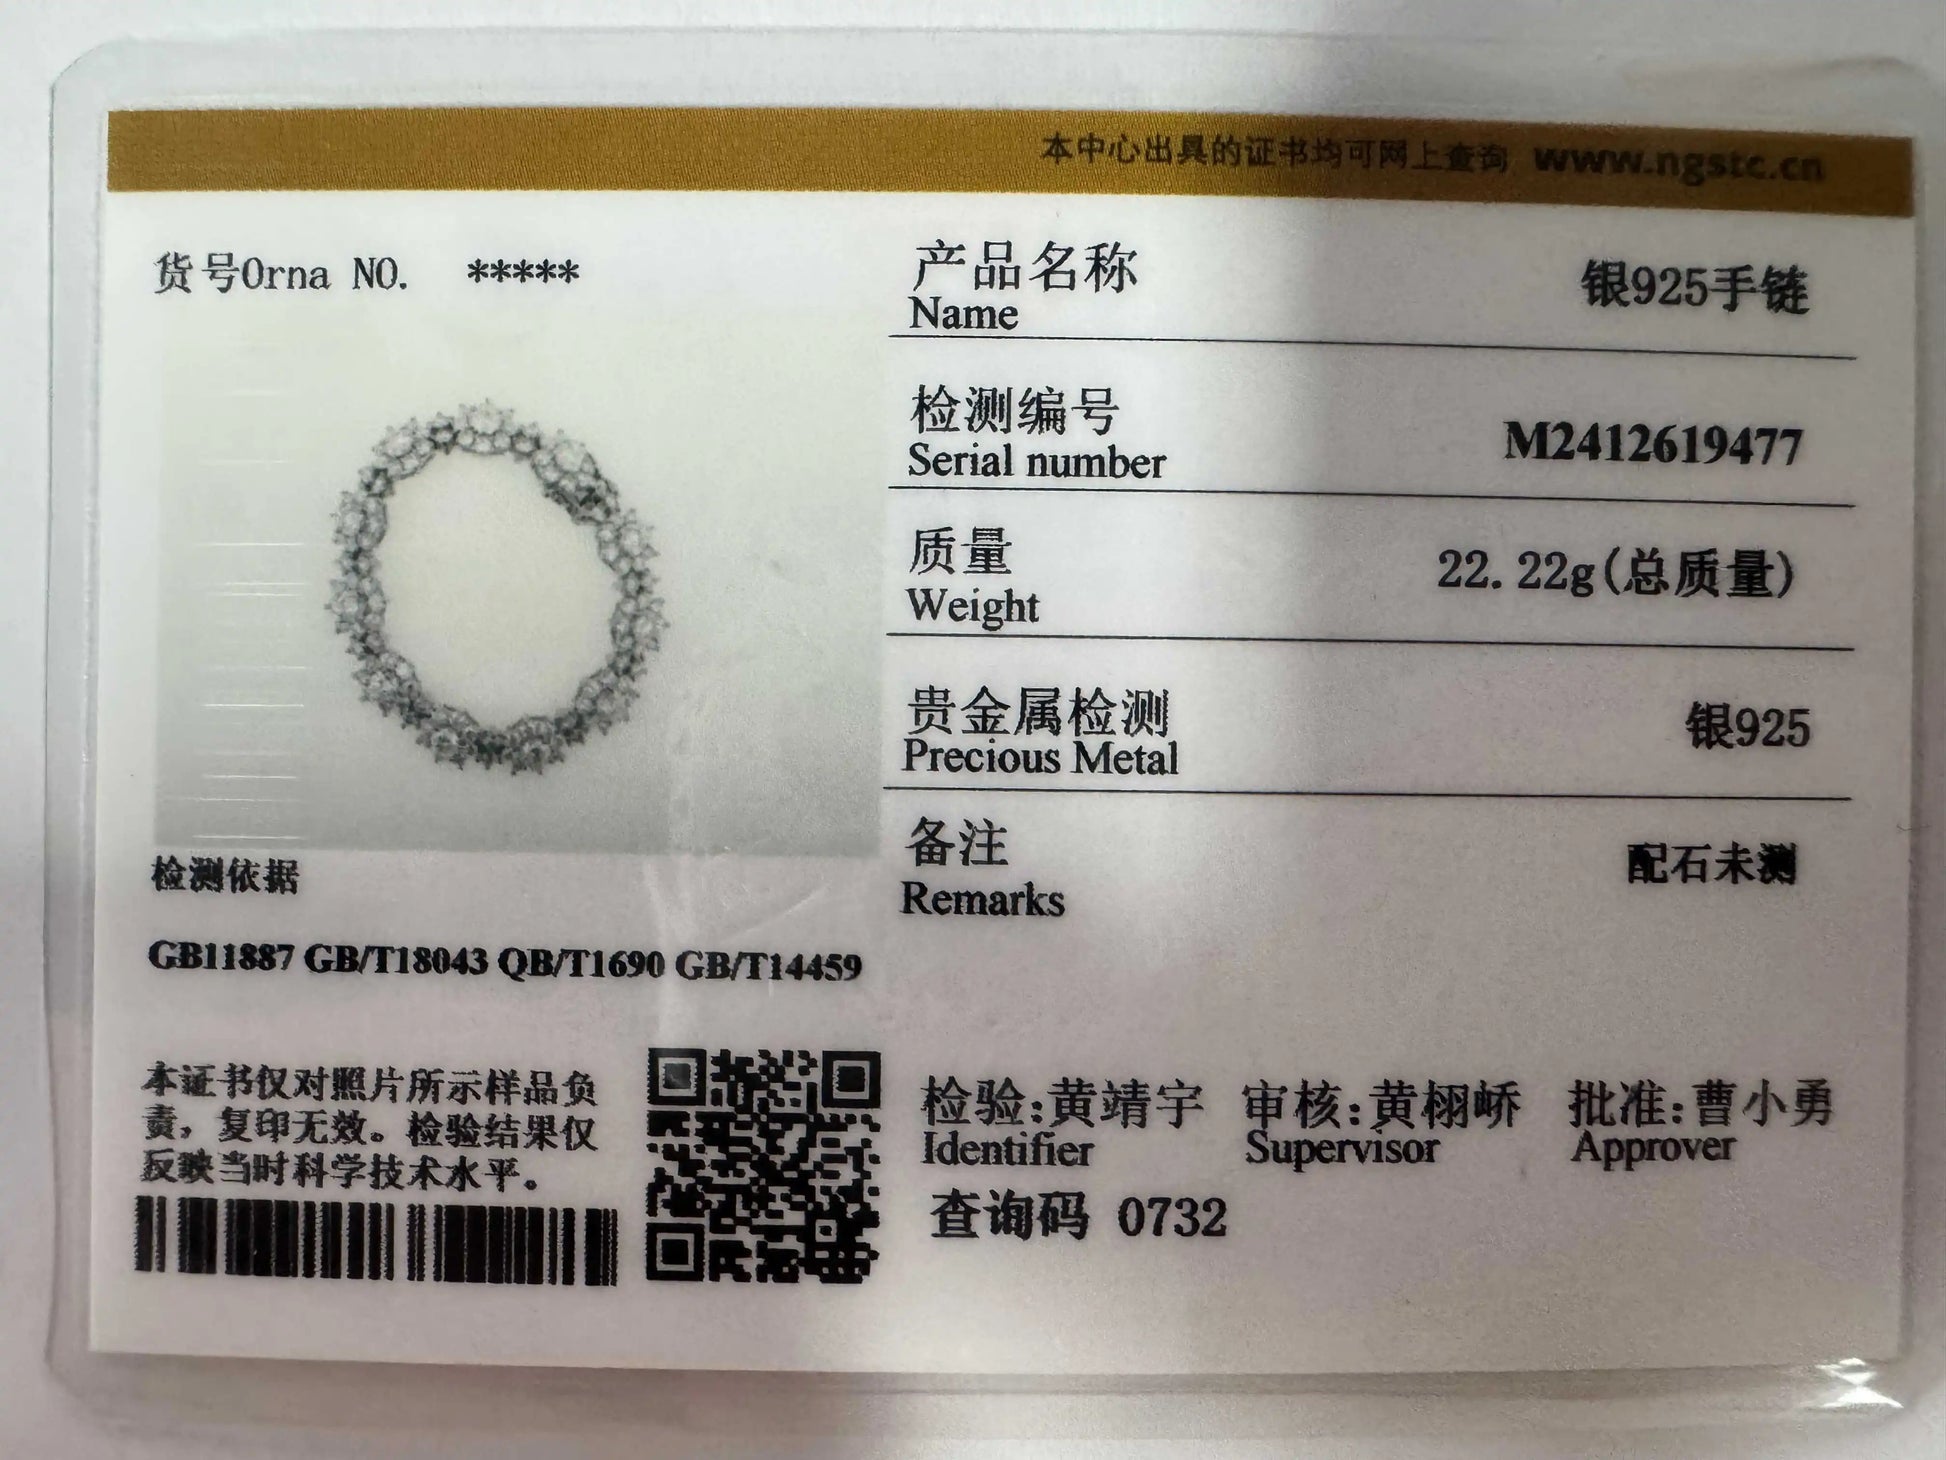 本中心出具的证书均可网上查询 www.ngstc.cn
货号Orna NO. *****
产品名称 银925手链
Name
检测编号
Serial number M2412619477
质量 22.22g(总质量)
Weight
贵金属检测 银925
Precious Metal
备注 配石未测
Remarks
检测依据
GB11887 GB/T18043 QB/T1690 GB/T14459
本证书仅对照片所示样品负
责，复印无效。检验结果仅
反映当时科学技术水平。
检验:黄靖宇 审核:黄栩峤 批准:曹小勇
Identifier Supervisor Approver
查询码 0732